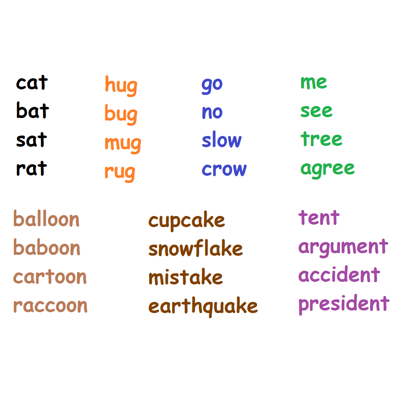 cat
bat
sat
rat
hug
bug
mug
rug
go
no
slow
crow
me
see
tree
agree
balloon
baboon
cartoon
raccoon
cupcake
snowflake
mistake
earthquake
tent
argument
accident
president